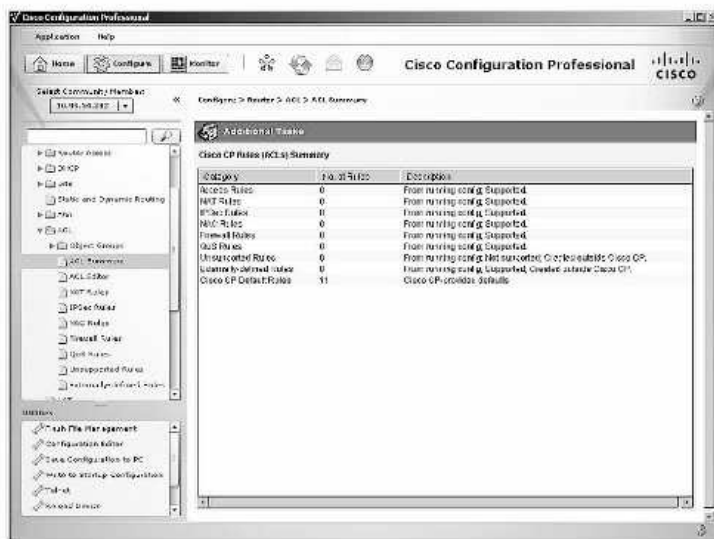 Cisco Configuration Professional
Application Help
Home Configure Monitor
Cisco Configuration Professional
CISCO
Select Community Member:
Configure > Router > ACL > ACL Summary
Additional Tasks
Router Access
DHCP
Static and Dynamic Routing
ACL
Object Groups
ACL Summary
ACL Editor
NAT Rules
IPSec Rules
NAC Rules
Firewall Rules
QoS Rules
Unsupported Rules
Externally-defined Rules
Cisco CP Rules (ACLs) Summary
Category No. of Rules Description
Access Rules 0 From running config; Supported.
NAT Rules 0 From running config; Supported.
IPSec Rules 0 From running config; Supported.
NAC Rules 0 From running config; Supported.
Firewall Rules 0 From running config; Supported.
QoS Rules 0 From running config; Supported.
Unsupported Rules 0 From running config; Not supported; Created outside Cisco CP.
Externally-defined Rules 0 From running config; Supported; Created outside Cisco CP.
Cisco CP Default Rules 11 Cisco CP-provided defaults
Utilities
Flash File Management
Configuration Editor
Save Configuration to PC
Write to Startup Configuration
Telnet
Reload Device